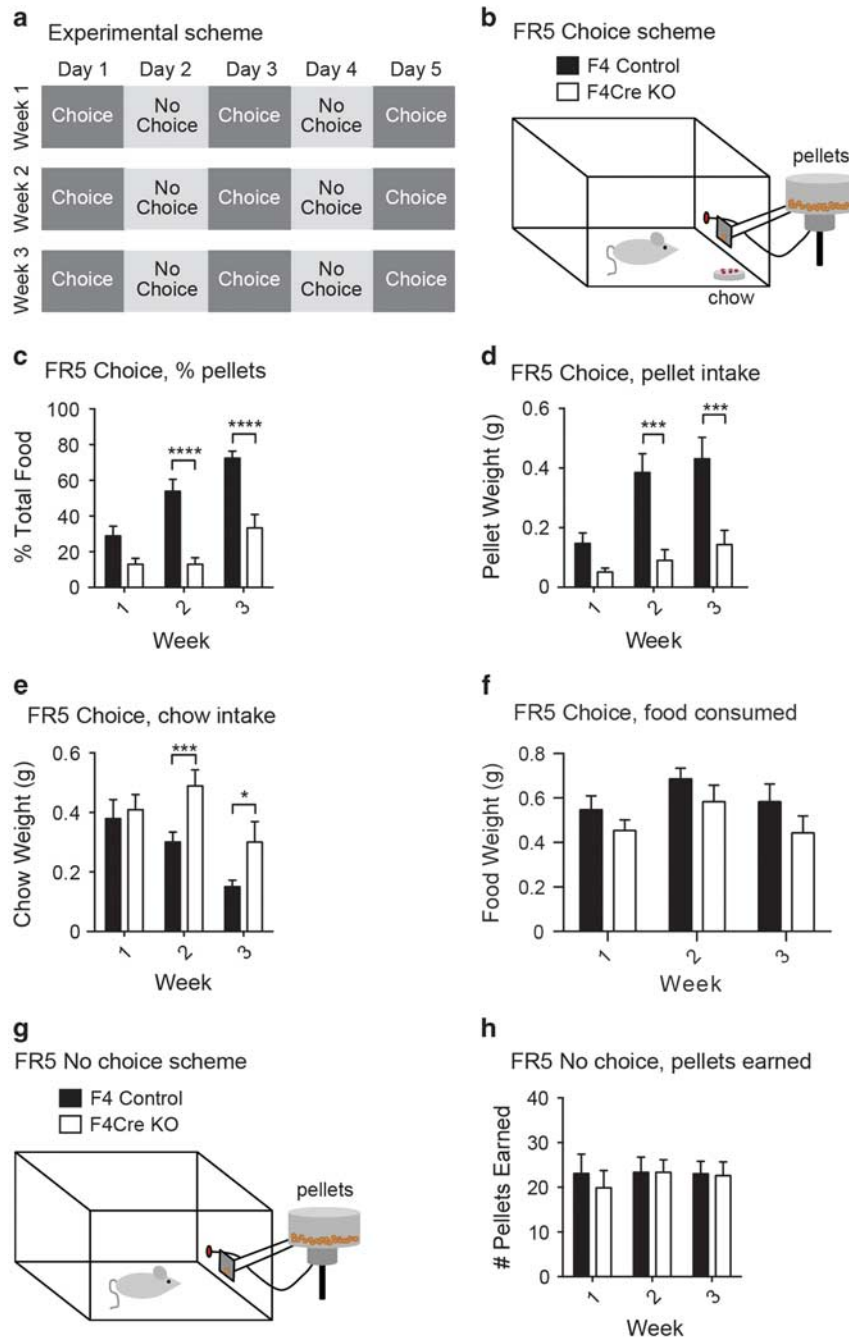 a Experimental scheme
Day 1 Day 2 Day 3 Day 4 Day 5
Week 1
Choice
No
Choice
Choice
No
Choice
Choice
Week 2
Choice
No
Choice
Choice
No
Choice
Choice
Week 3
Choice
No
Choice
Choice
No
Choice
Choice
b FR5 Choice scheme
F4 Control
F4Cre KO
pellets
chow
c FR5 Choice, % pellets
% Total Food
100
80
60
40
20
0
****
****
1 2 3
Week
d FR5 Choice, pellet intake
Pellet Weight (g)
0.6
0.4
0.2
0
***
***
1 2 3
Week
e
FR5 Choice, chow intake
Chow Weight (g)
0.6
0.4
0.2
0
***
*
1 2 3
Week
f
FR5 Choice, food consumed
Food Weight (g)
0.8
0.6
0.4
0.2
0
1 2 3
Week
g
FR5 No choice scheme
F4 Control
F4Cre KO
pellets
h
FR5 No choice, pellets earned
# Pellets Earned
40
30
20
10
0
1 2 3
Week